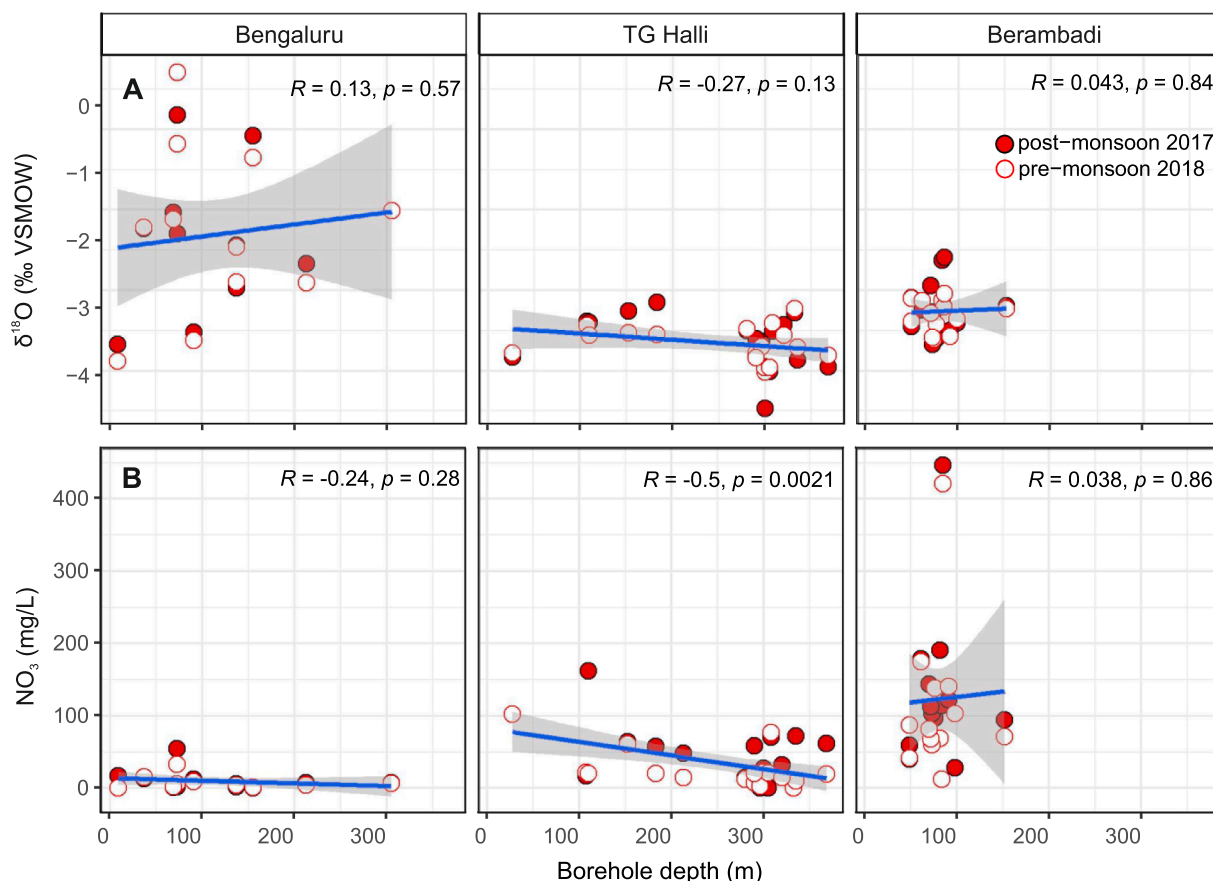 Bengaluru TG Halli Berambadi
A
R = 0.13, p = 0.57
R = -0.27, p = 0.13
R = 0.043, p = 0.84
post−monsoon 2017
pre−monsoon 2018
0
−1
−2
−3
−4
δ¹⁸O (‰ VSMOW)
B
R = -0.24, p = 0.28
R = -0.5, p = 0.0021
R = 0.038, p = 0.86
400
300
200
100
0
NO₃ (mg/L)
0 100 200 300 0 100 200 300 0 100 200 300
Borehole depth (m)